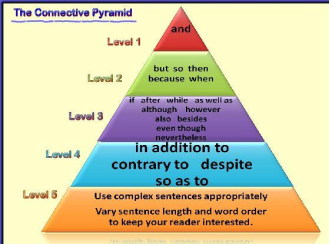 The Connective Pyramid
and
Level 1
but so then
because when
Level 2
if after while as well as
although however
also besides
even though
nevertheless
Level 3
in addition to
contrary to despite
so as to
Level 4
Level 5
Use complex sentences appropriately
Vary sentence length and word order
to keep your reader interested.